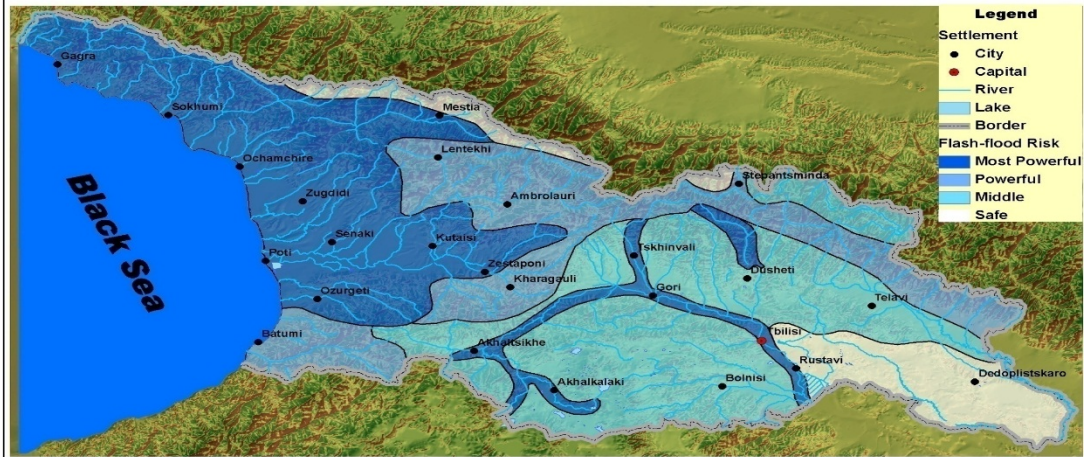 Legend
Settlement
City
Capital
River
Lake
Border
Flash-flood Risk
Most Powerful
Powerful
Middle
Safe
Gagra
Sokhumi
Mestia
Ochamchire
Lentekhi
Stepantsminda
Zugdidi
Ambrolauri
Black Sea
Senaki
Kutaisi
Poti
Tskhinvali
Zestaponi
Kharagauli
Dusheti
Ozurgeti
Gori
Telavi
Batumi
Tbilisi
Akhaltsikhe
Rustavi
Akhalkalaki
Bolnisi
Dedoplistskaro